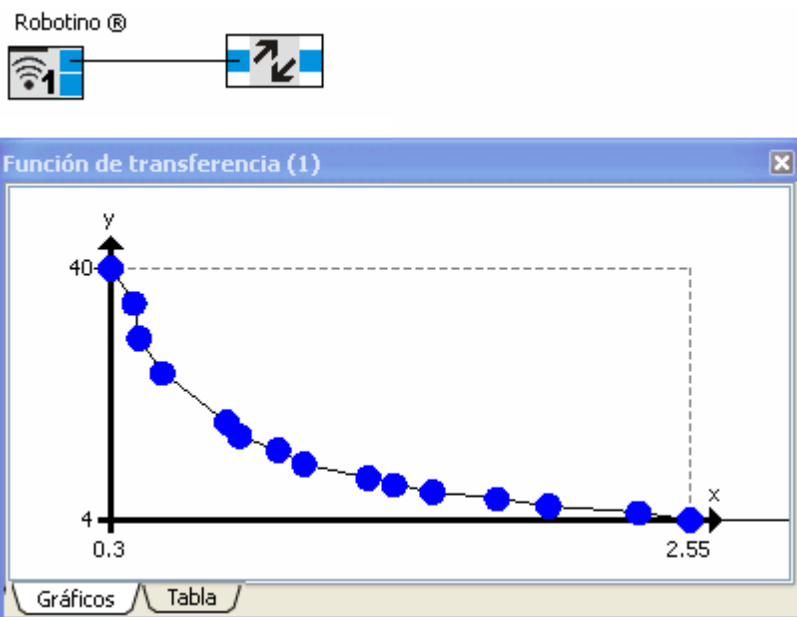 Robotino ®
1
Función de transferencia (1)
y
40
4
x
0.3
2.55
Gráficos
Tabla